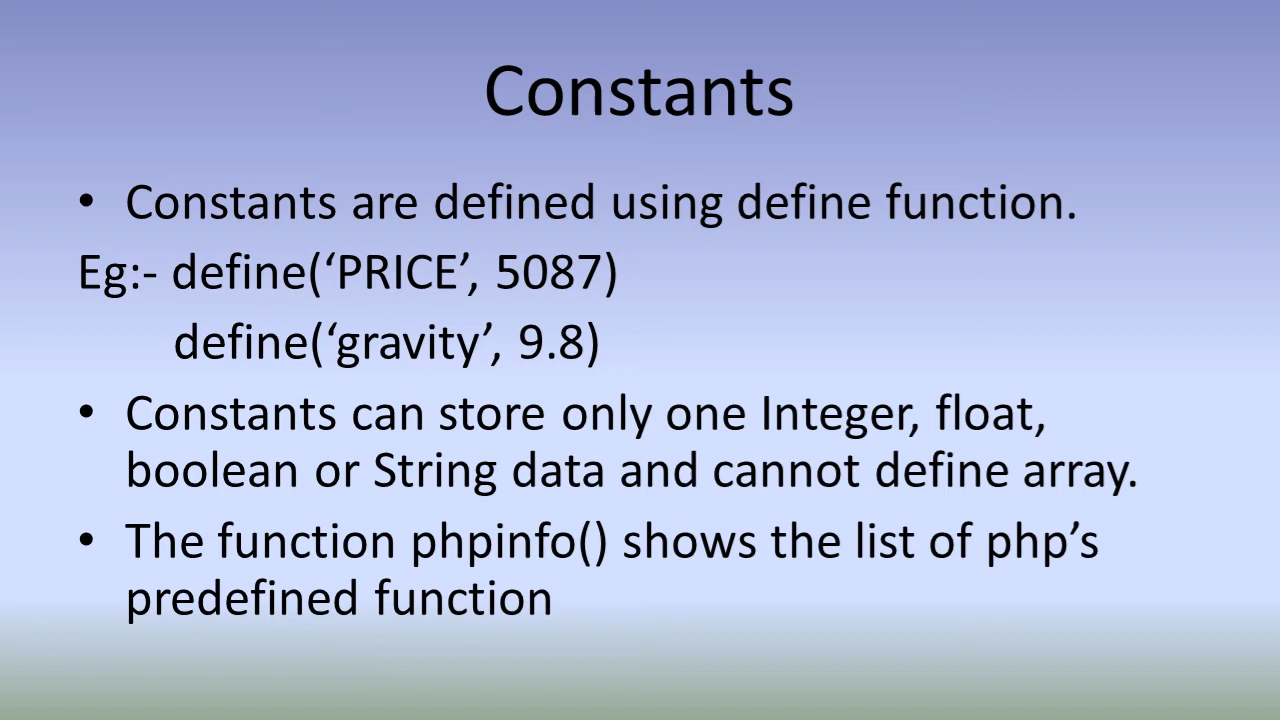 Constants
• Constants are defined using define function.
Eg:- define(‘PRICE’, 5087)
define(‘gravity’, 9.8)
• Constants can store only one Integer, float,
boolean or String data and cannot define array.
• The function phpinfo() shows the list of php’s
predefined function